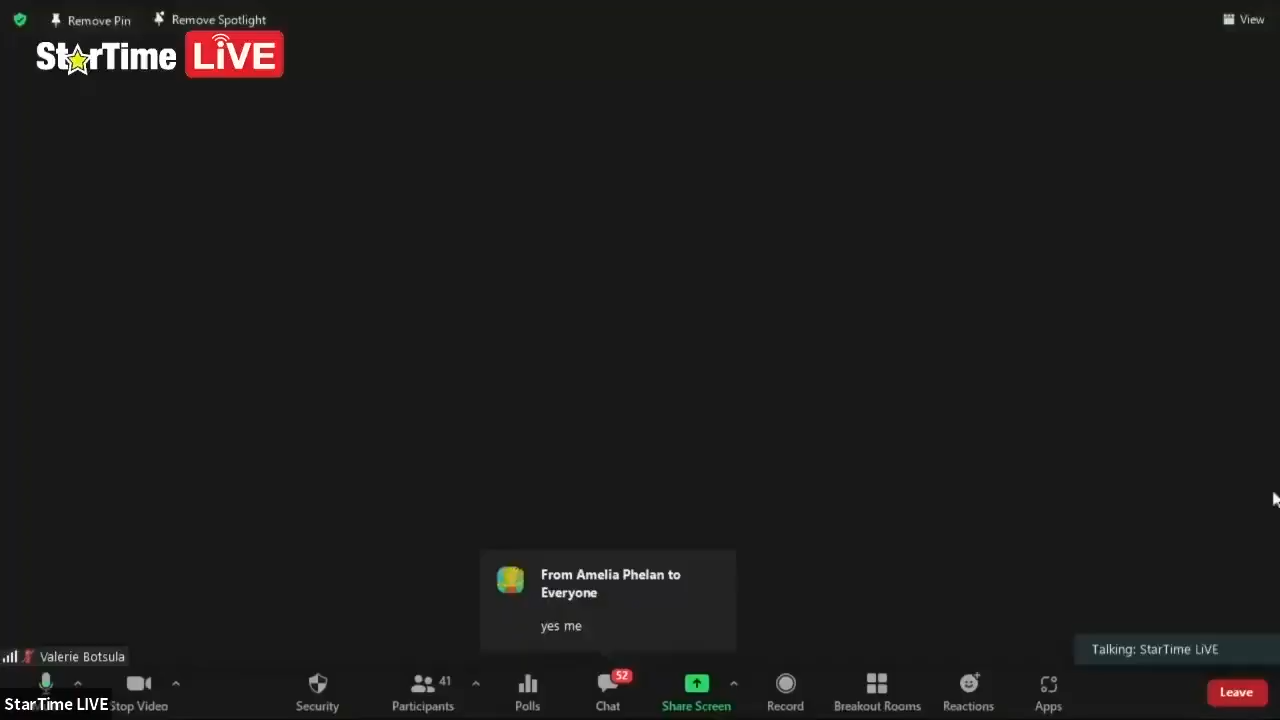 Remove Pin
Remove Spotlight
View
StarTime LiVE
From Amelia Phelan to
Everyone
yes me
Valerie Botsula
Talking: StarTime LiVE
41
52
Stop Video
Security
Participants
Polls
Chat
Share Screen
Record
Breakout Rooms
Reactions
Apps
Leave
StarTime LIVE